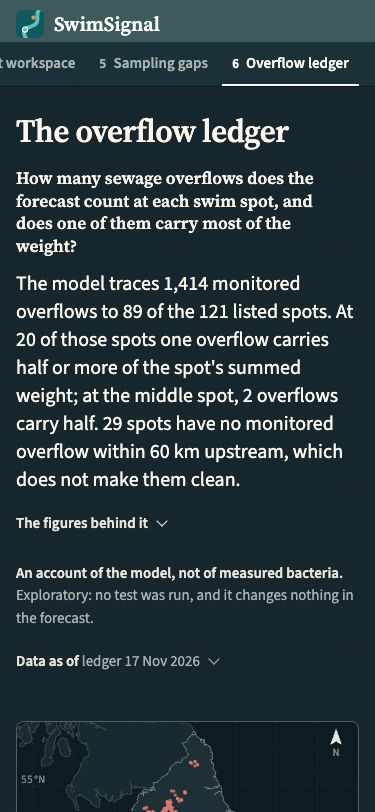 SwimSignal
t workspace 5 Sampling gaps 6 Overflow ledger
The overflow ledger
How many sewage overflows does the
forecast count at each swim spot, and
does one of them carry most of the
weight?
The model traces 1,414 monitored
overflows to 89 of the 121 listed spots. At
20 of those spots one overflow carries
half or more of the spot's summed
weight; at the middle spot, 2 overflows
carry half. 29 spots have no monitored
overflow within 60 km upstream, which
does not make them clean.
The figures behind it
An account of the model, not of measured bacteria.
Exploratory: no test was run, and it changes nothing in
the forecast.
Data as of ledger 17 Nov 2026
N
55°N